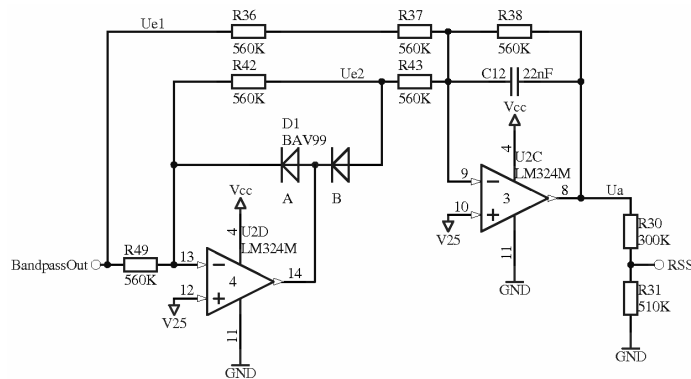 Ue1
R36
560K
R37
560K
R38
560K
R42
560K
Ue2
R43
560K
C12
22nF
D1
BAV99
A
B
Vcc
4
U2C
LM324M
9
3
8
10
Ua
V25
11
GND
Vcc
4
U2D
LM324M
BandpassOut
R49
560K
13
4
14
12
V25
11
GND
R30
300K
RSS
R31
510K
GND